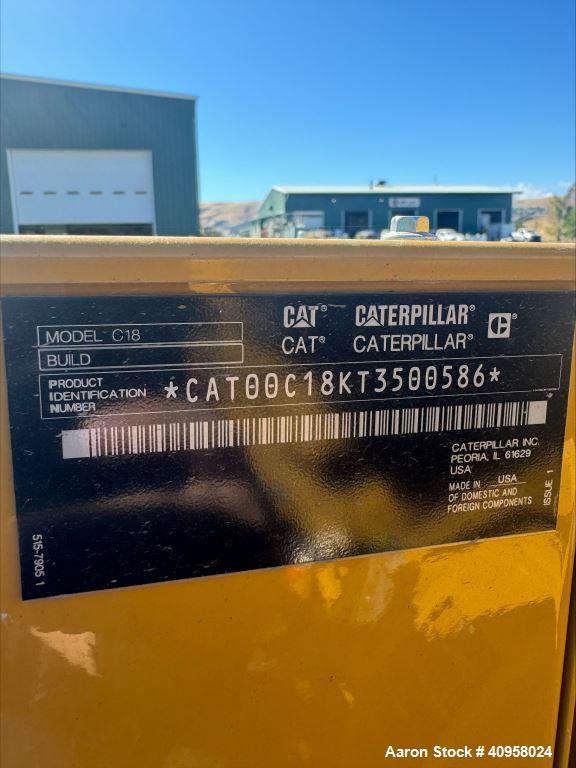 CAT® CATERPILLAR® C®
CAT® CATERPILLAR®
MODEL C18
BUILD
PRODUCT
IDENTIFICATION
NUMBER
*CAT00C18KT3500586*
CATERPILLAR INC.
PEORIA, IL 61629
USA
MADE IN USA
OF DOMESTIC AND
FOREIGN COMPONENTS
ISSUE 1
515-7905 1
Aaron Stock # 40958024